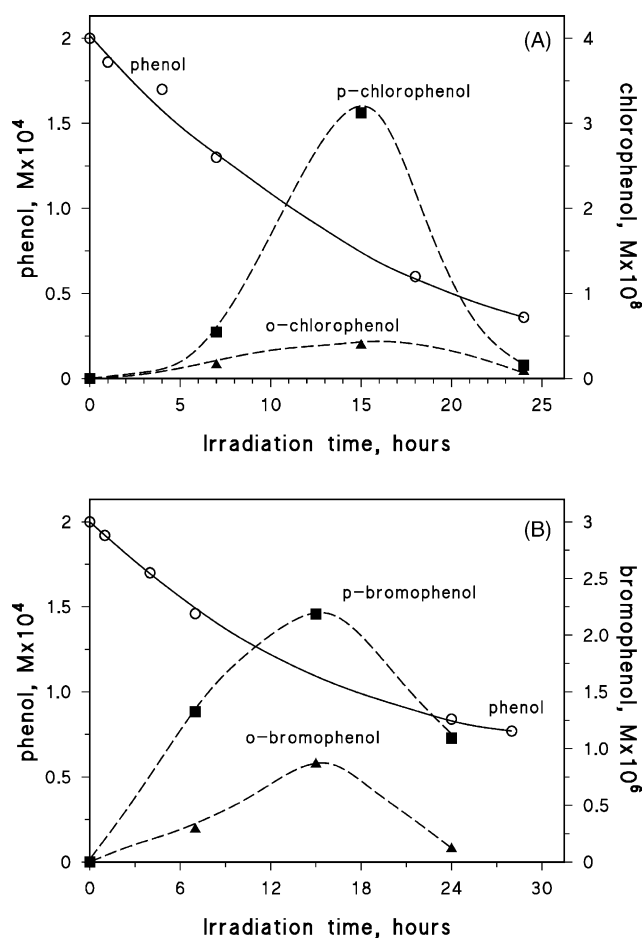 (A)
2
1.5
1.0
0.5
0
phenol, Mx10⁴
phenol
p-chlorophenol
o-chlorophenol
4
3
2
1
0
chlorophenol, Mx10⁸
0
5
10
15
20
25
Irradiation time, hours
(B)
2
1.5
1.0
0.5
0
phenol, Mx10⁴
p-bromophenol
phenol
o-bromophenol
3
2.5
2.0
1.5
1.0
0.5
0
bromophenol, Mx10⁶
0
6
12
18
24
30
Irradiation time, hours